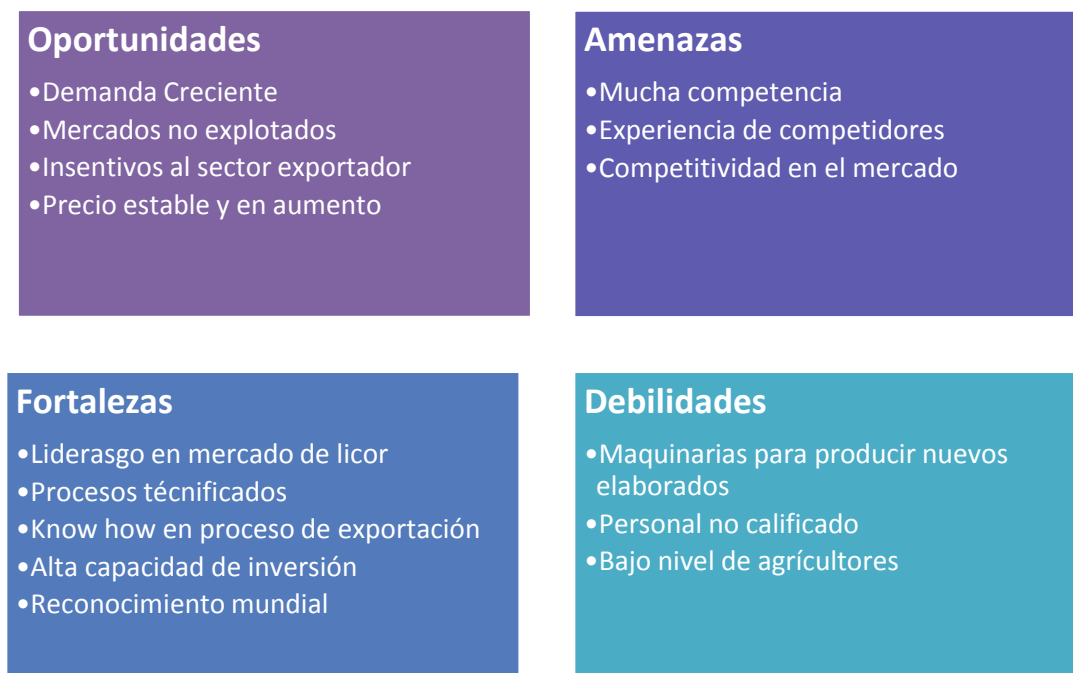 Oportunidades
•Demanda Creciente
•Mercados no explotados
•Insentivos al sector exportador
•Precio estable y en aumento
Amenazas
•Mucha competencia
•Experiencia de competidores
•Competitividad en el mercado
Fortalezas
•Liderasgo en mercado de licor
•Procesos técnificados
•Know how en proceso de exportación
•Alta capacidad de inversión
•Reconocimiento mundial
Debilidades
•Maquinarias para producir nuevos
elaborados
•Personal no calificado
•Bajo nivel de agrícultores